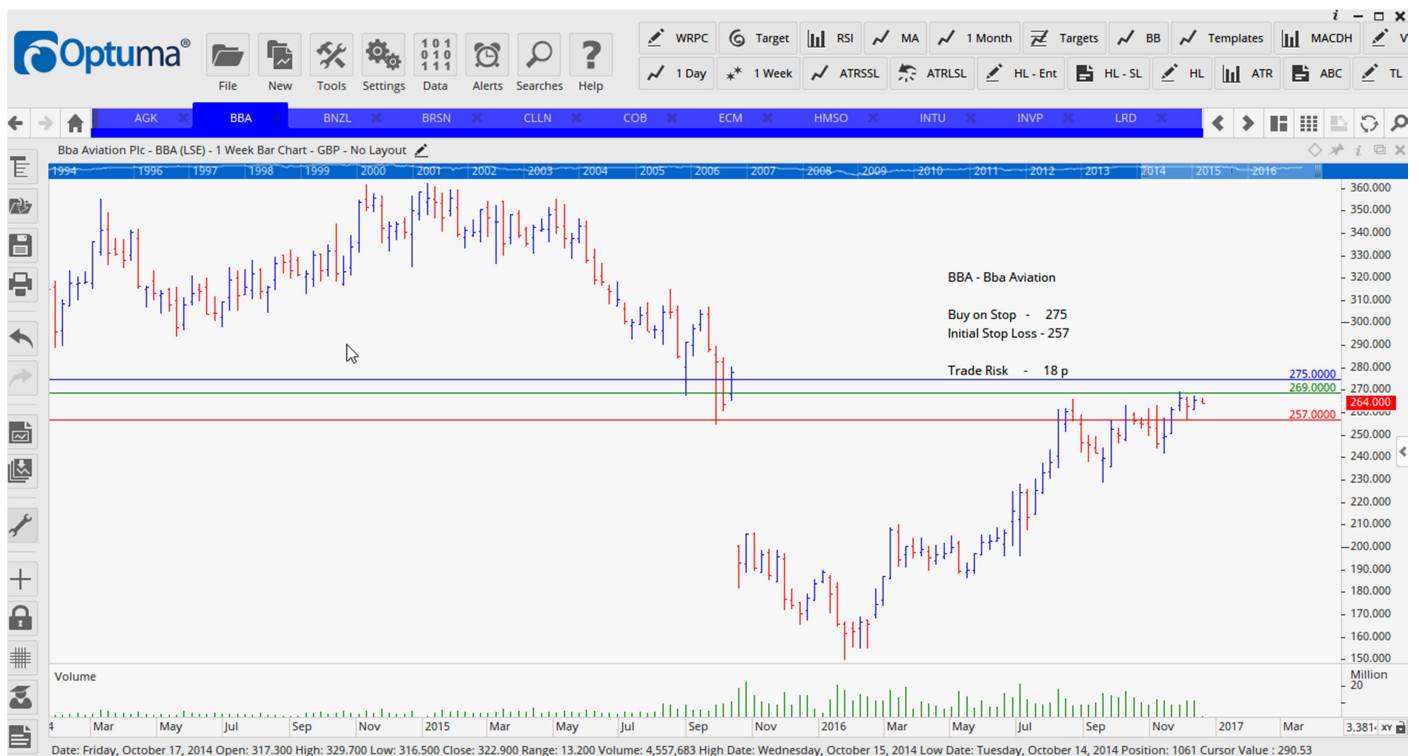 i
Optuma®
File New Tools Settings Data Alerts Searches Help
WRPC Target RSI MA 1 Month Targets BB Templates MACDH
1 Day 1 Week ATRSSL ATRLSL HL - Ent HL - SL HL ATR ABC TL
AGK BBA BNZL BRSN CLLN COB ECM HMSO INTU INVP LRD
Bba Aviation Plc - BBA (LSE) - 1 Week Bar Chart - GBP - No Layout
1994 1996 1997 1998 1999 2000 2001 2002 2003 2004 2005 2006 2007 2008 2009 2010 2011 2012 2013 2014 2015 2016
360.000
350.000
340.000
330.000
320.000
310.000
300.000
290.000
280.000
270.000
264.000
260.000
250.000
240.000
230.000
220.000
210.000
200.000
190.000
180.000
170.000
160.000
150.000
BBA - Bba Aviation
Buy on Stop - 275
Initial Stop Loss - 257
Trade Risk - 18 p
275.0000
269.0000
257.0000
Volume
Million
20
4 Mar May Jul Sep Nov 2015 Mar May Jul Sep Nov 2016 Mar May Jul Sep Nov 2017 Mar
XY
Date: Friday, October 17, 2014 Open: 317.300 High: 329.700 Low: 316.500 Close: 322.900 Range: 13.200 Volume: 4,557,683 High Date: Wednesday, October 15, 2014 Low Date: Tuesday, October 14, 2014 Position: 1061 Cursor Value : 290.53